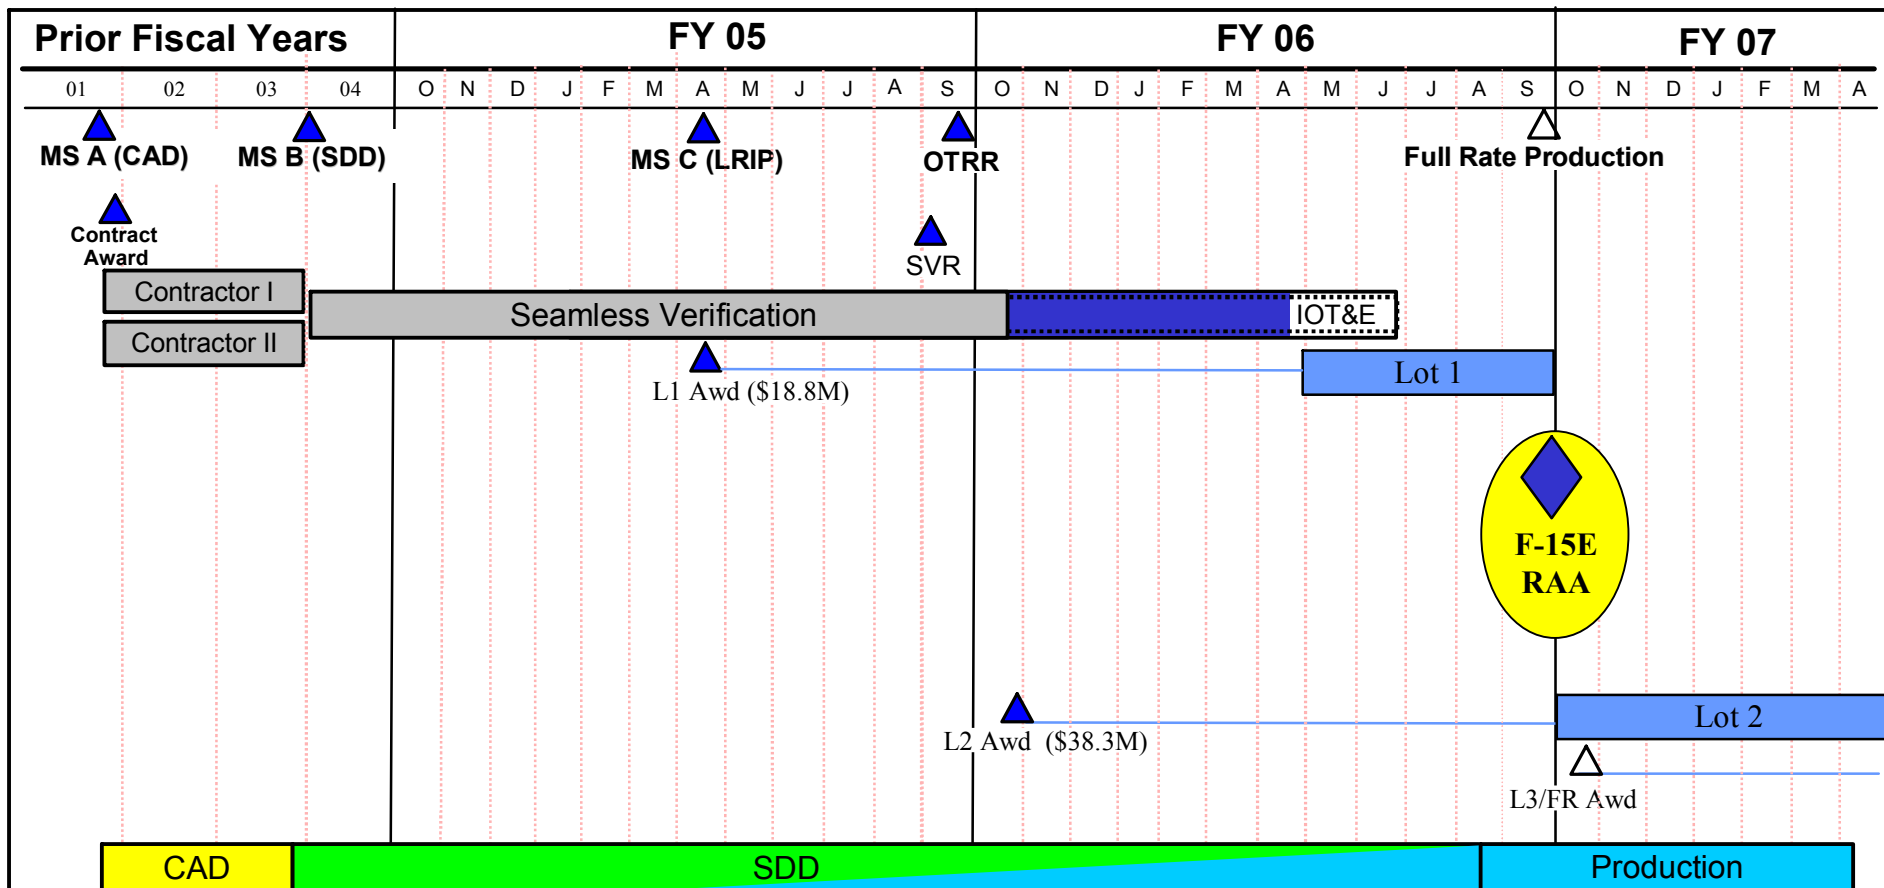 Prior Fiscal Years FY 05 FY 06 FY 07
01 02 03 04 O N D J F M A M J J A S O N D J F M A M J J A S O N D J F M A
MS A (CAD) MS B (SDD) MS C (LRIP) OTRR Full Rate Production
Contract
Award
SVR
Contractor I
Seamless Verification IOT&E
Contractor II
L1 Awd ($18.8M)
Lot 1
F-15E
RAA
L2 Awd ($38.3M)
Lot 2
L3/FR Awd
CAD SDD Production